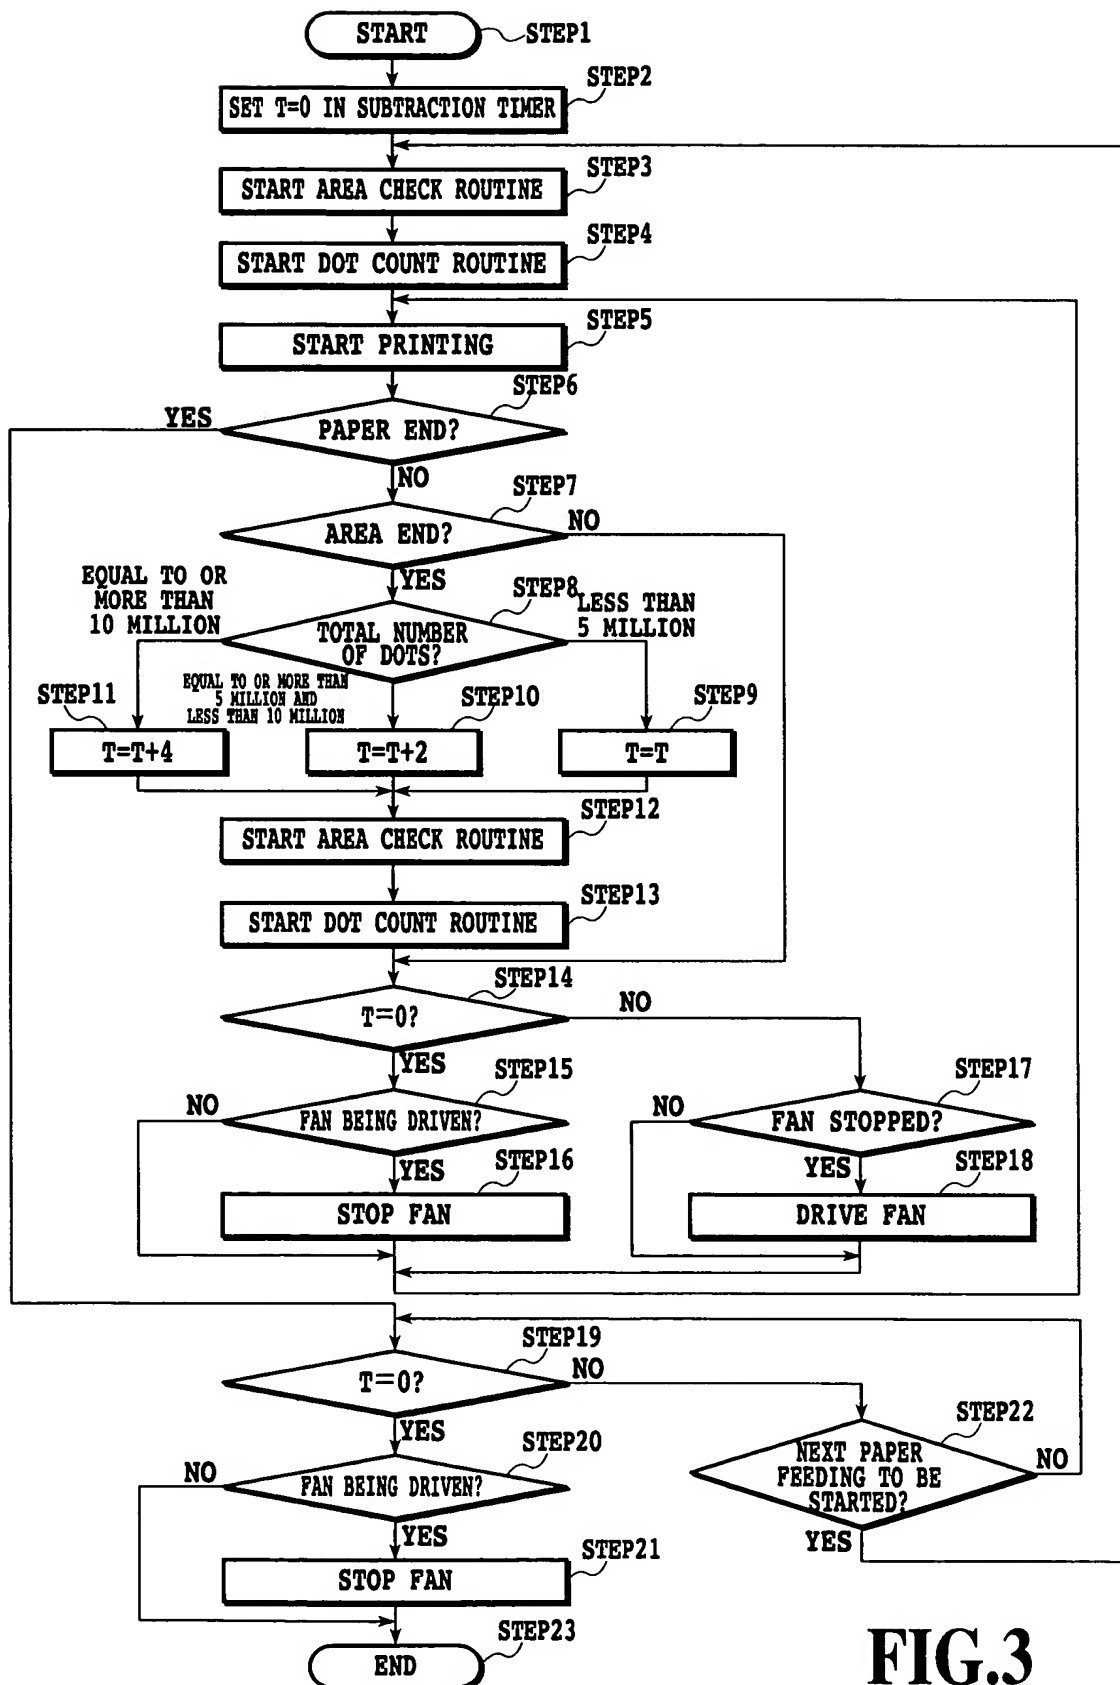 START
STEP1
STEP2
SET T=0 IN SUBTRACTION TIMER
STEP3
START AREA CHECK ROUTINE
STEP4
START DOT COUNT ROUTINE
STEP5
START PRINTING
STEP6
YES
PAPER END?
NO
STEP7
AREA END?
NO
YES
EQUAL TO OR
MORE THAN
10 MILLION
STEP8
LESS THAN
5 MILLION
TOTAL NUMBER
OF DOTS?
STEP11
EQUAL TO OR MORE THAN
5 MILLION AND
LESS THAN 10 MILLION
STEP10
STEP9
T=T+4
T=T+2
T=T
STEP12
START AREA CHECK ROUTINE
STEP13
START DOT COUNT ROUTINE
STEP14
T=0?
NO
YES
STEP15
STEP17
NO
FAN BEING DRIVEN?
NO
FAN STOPPED?
YES
STEP16
YES
STEP18
STOP FAN
DRIVE FAN
STEP19
T=0?
NO
YES
STEP20
STEP22
NO
FAN BEING DRIVEN?
NEXT PAPER
FEEDING TO BE
STARTED?
NO
YES
YES
STEP21
STOP FAN
STEP23
END
FIG.3